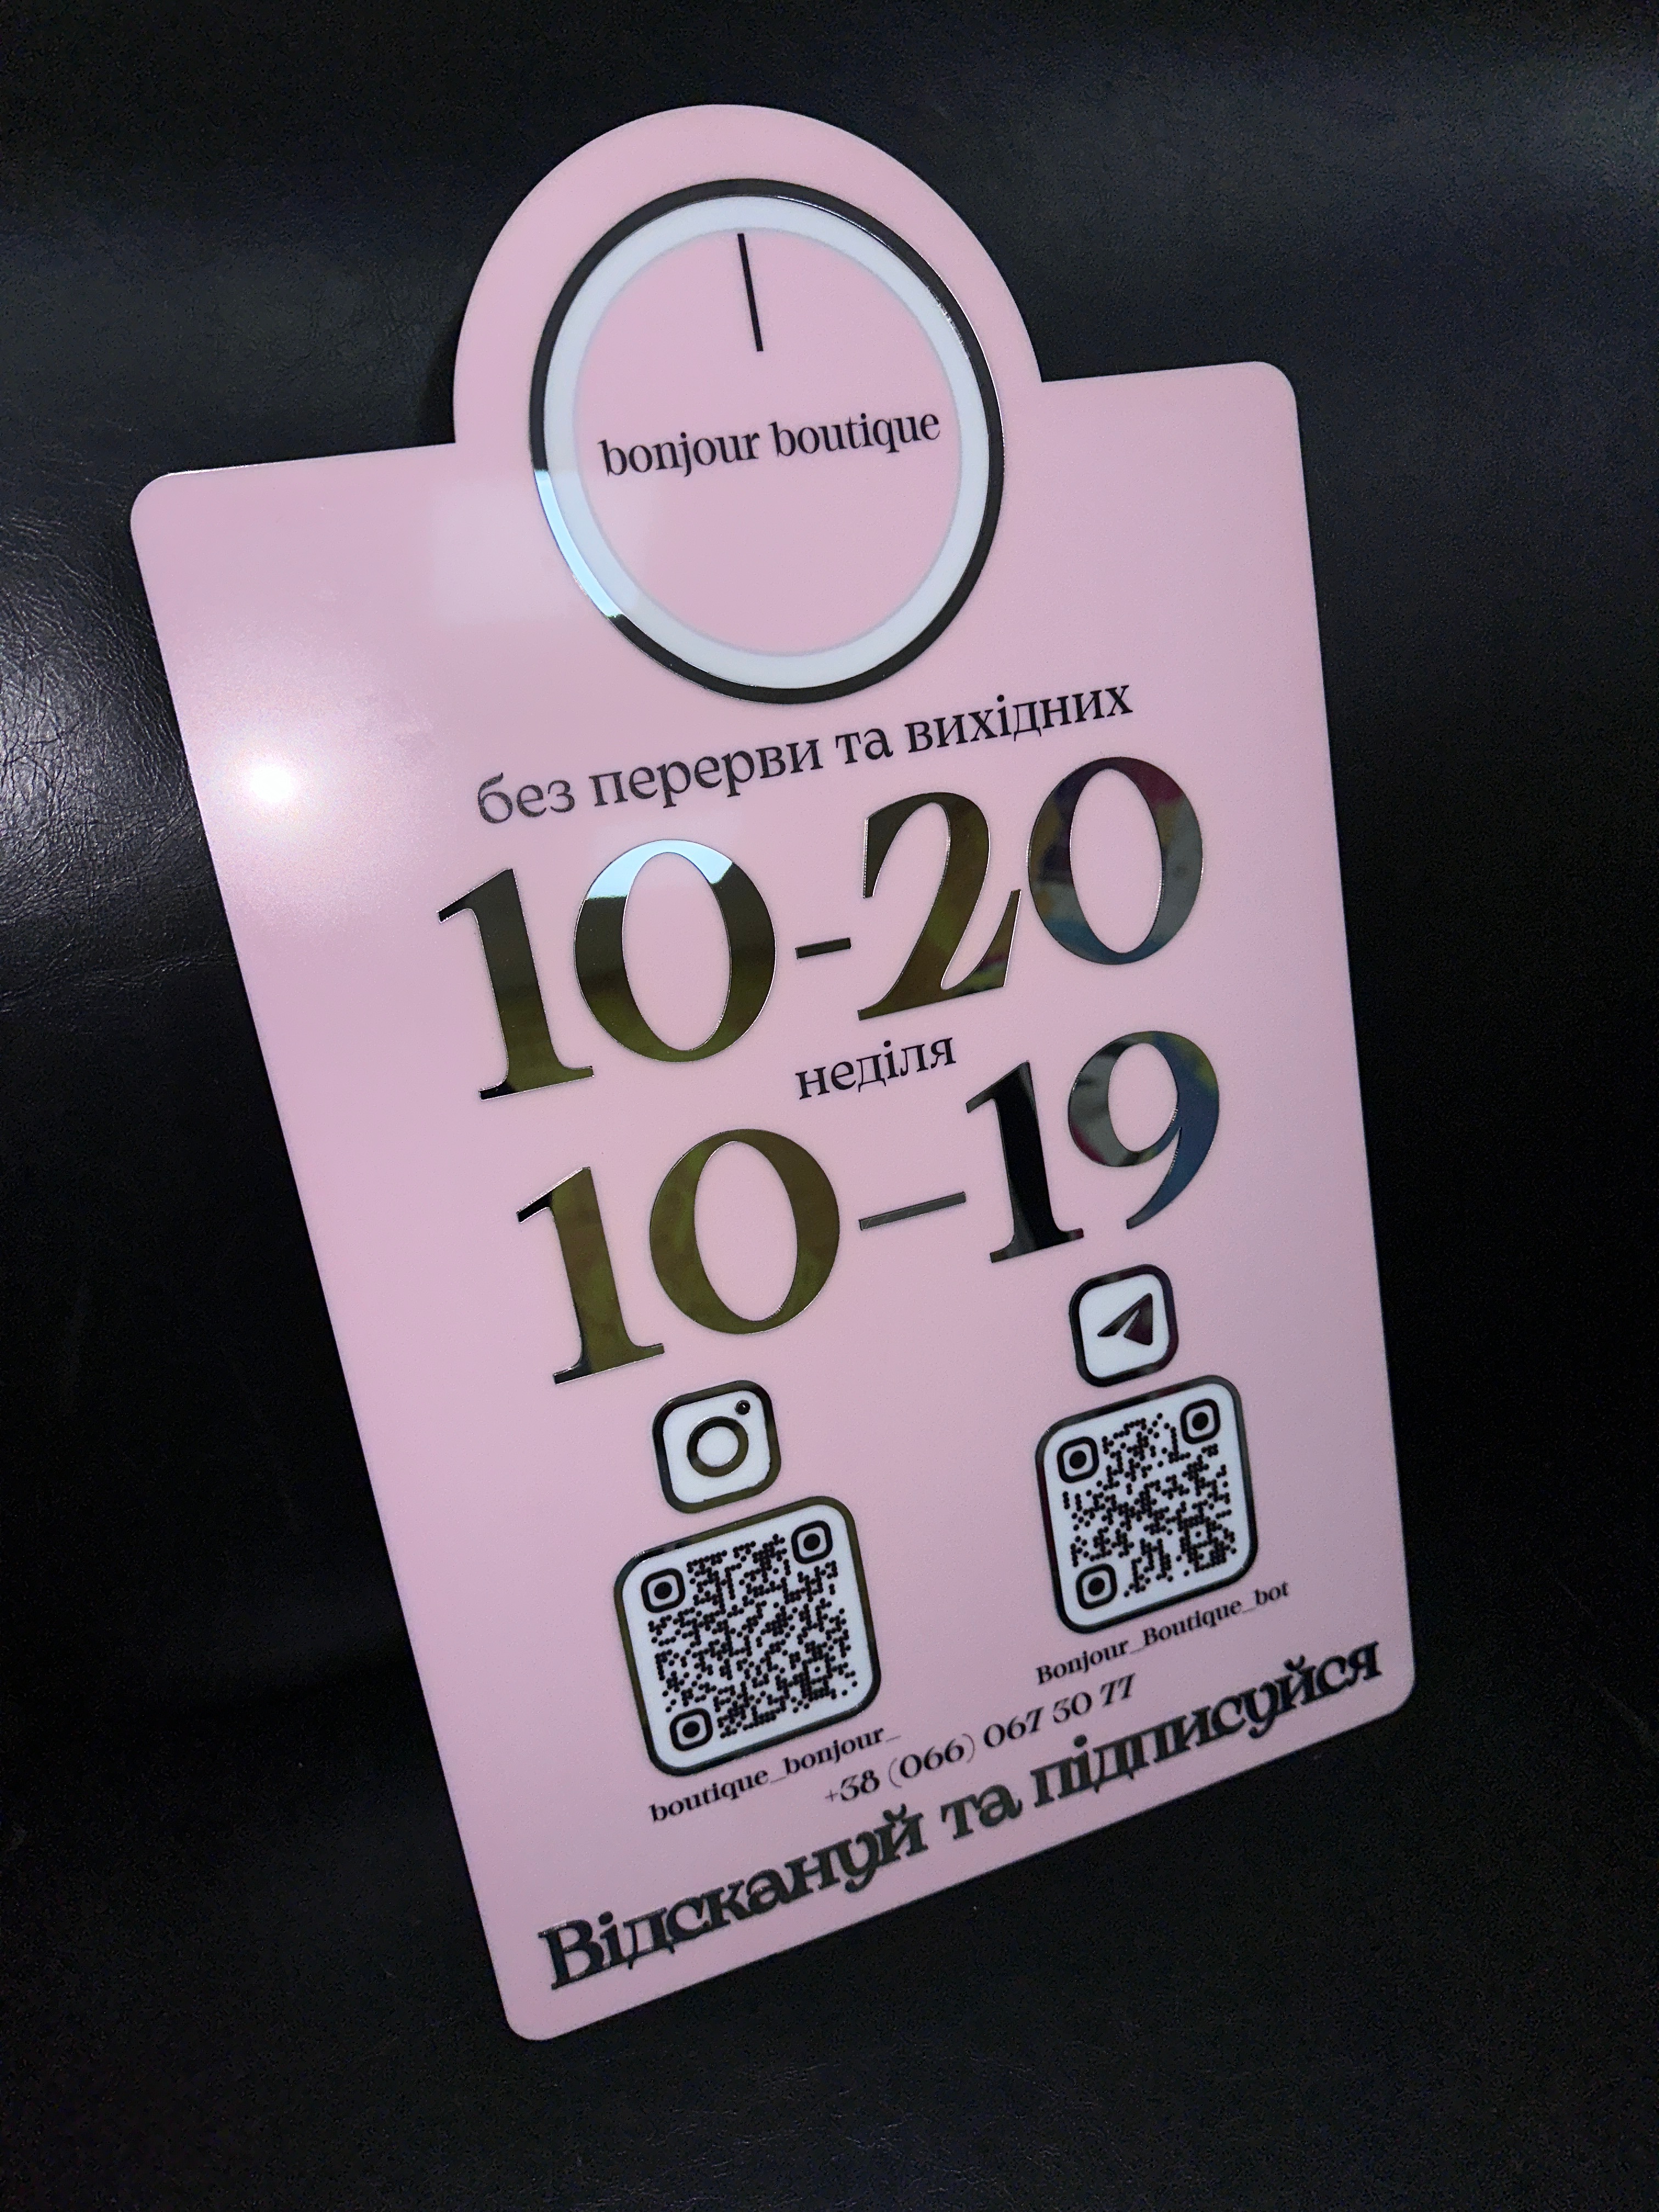 bonjour boutique
без перерви та вихідних
10-20
неділя
10–19
boutique_bonjour_
Bonjour_Boutique_bot
+38 (066) 067 50 77
Відскануй та підписуйся